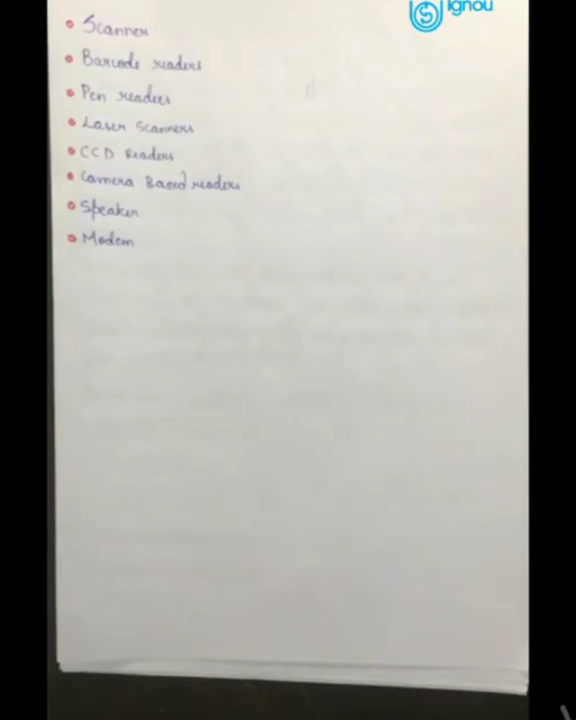 Ignou
Scanner
Barcode readers
Pen readers
Laser Scanners
CCD Readers
Camera Based readers
Speaker
Modem